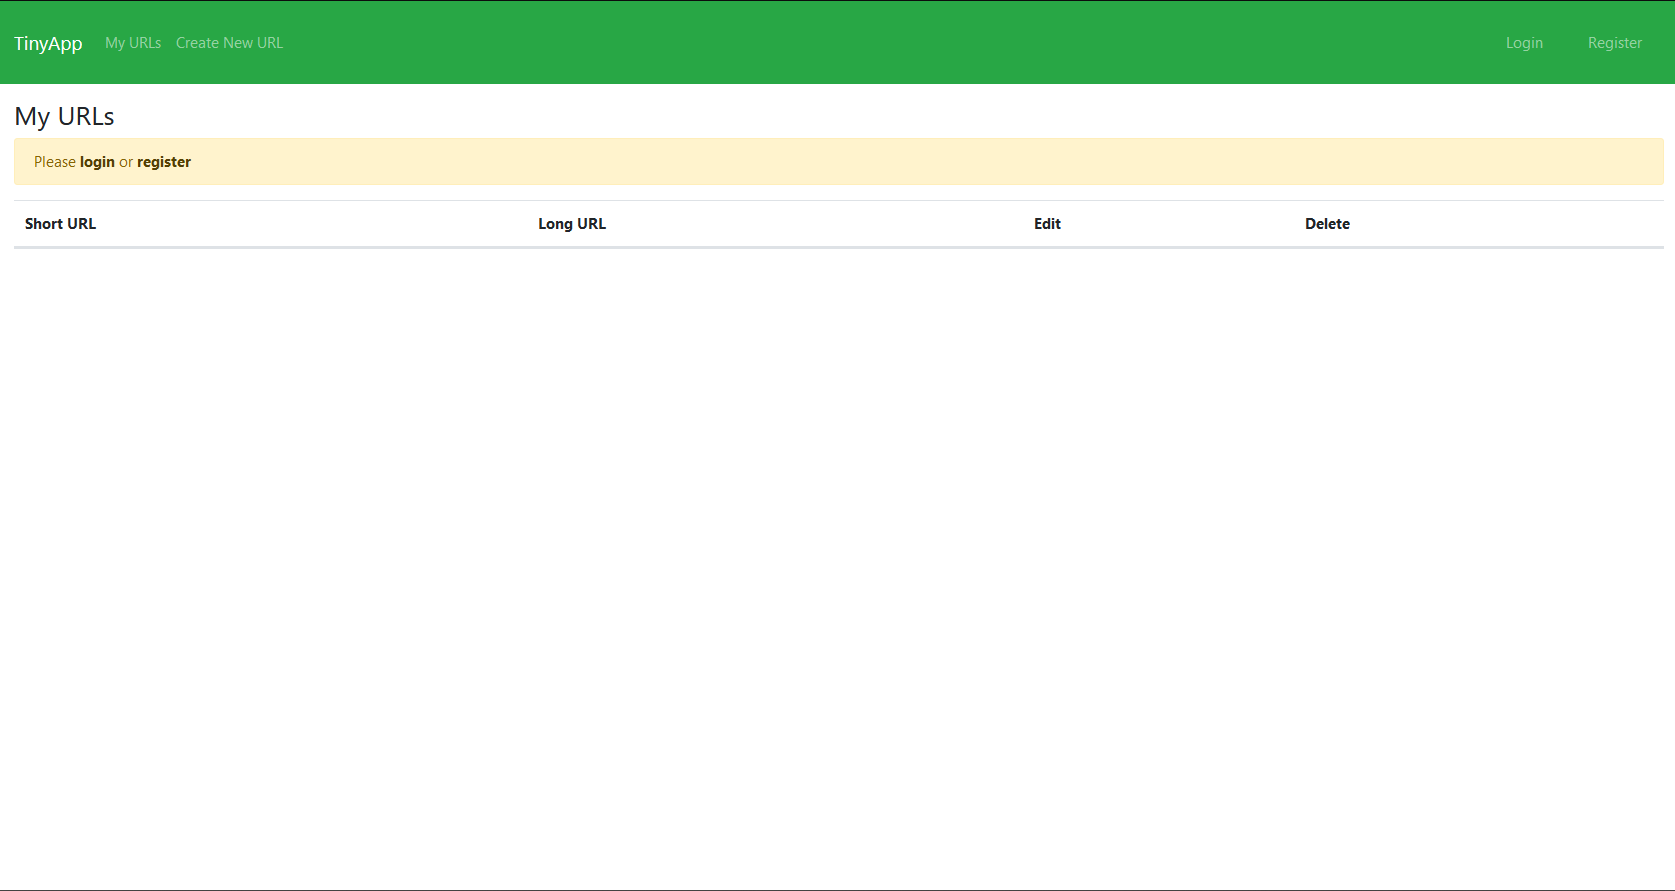 TinyApp My URLs Create New URL Login Register
My URLs
Please login or register
Short URL Long URL Edit Delete